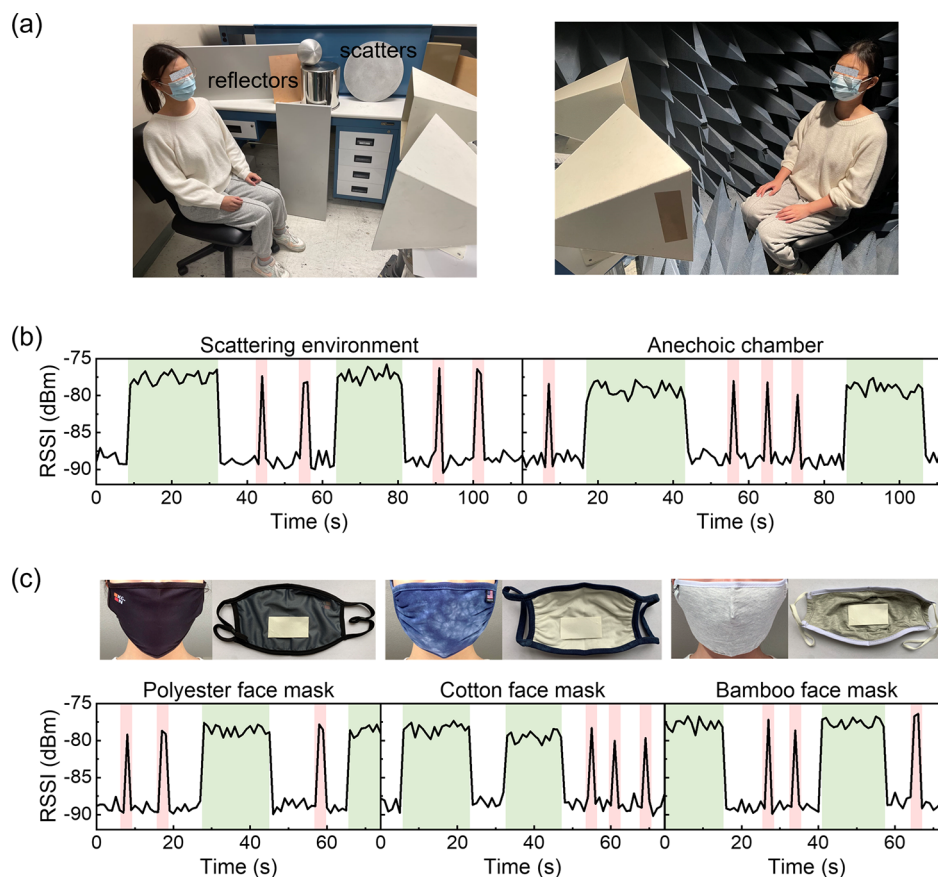 (a)
reflectors
scatters
(b)
Scattering environment
Anechoic chamber
RSSI (dBm)
-75
-80
-85
-90
0 20 40 60 80 100
20 40 60 80 100
Time (s)
Time (s)
(c)
Polyester face mask
Cotton face mask
Bamboo face mask
RSSI (dBm)
-75
-80
-85
-90
0 20 40 60
0 20 40 60
0 20 40 60
Time (s)
Time (s)
Time (s)